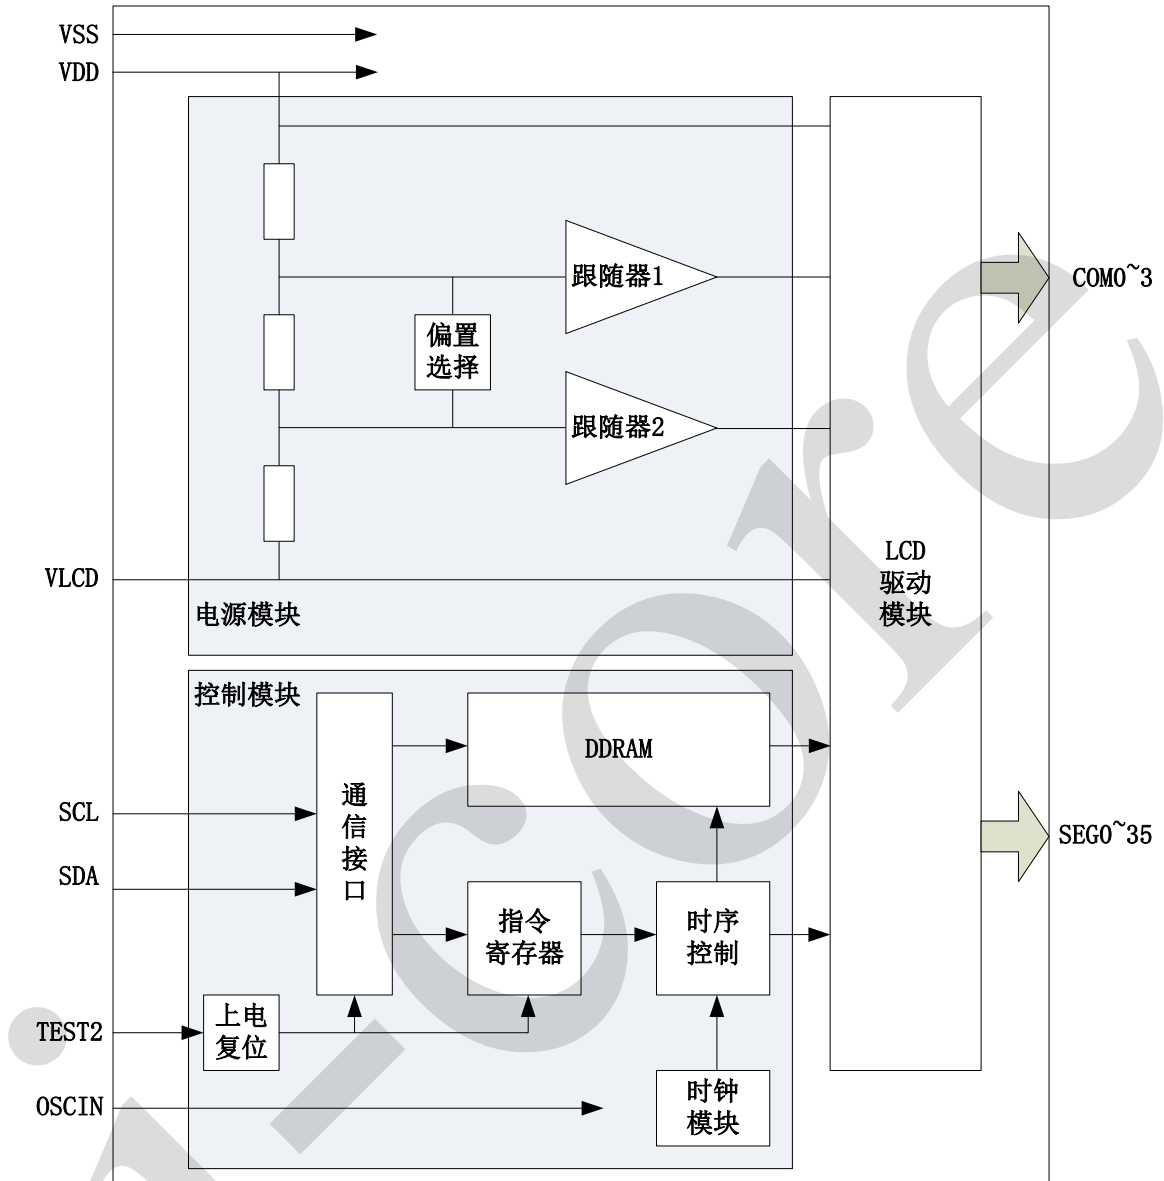 VSS
VDD
跟随器1
COM0~3
偏置
选择
跟随器2
LCD
驱动
模块
VLCD
电源模块
控制模块
DDRAM
通
信
接
口
SCL
SEG0~35
SDA
指令
寄存器
时序
控制
上电
复位
TEST2
时钟
模块
OSCIN
i-core